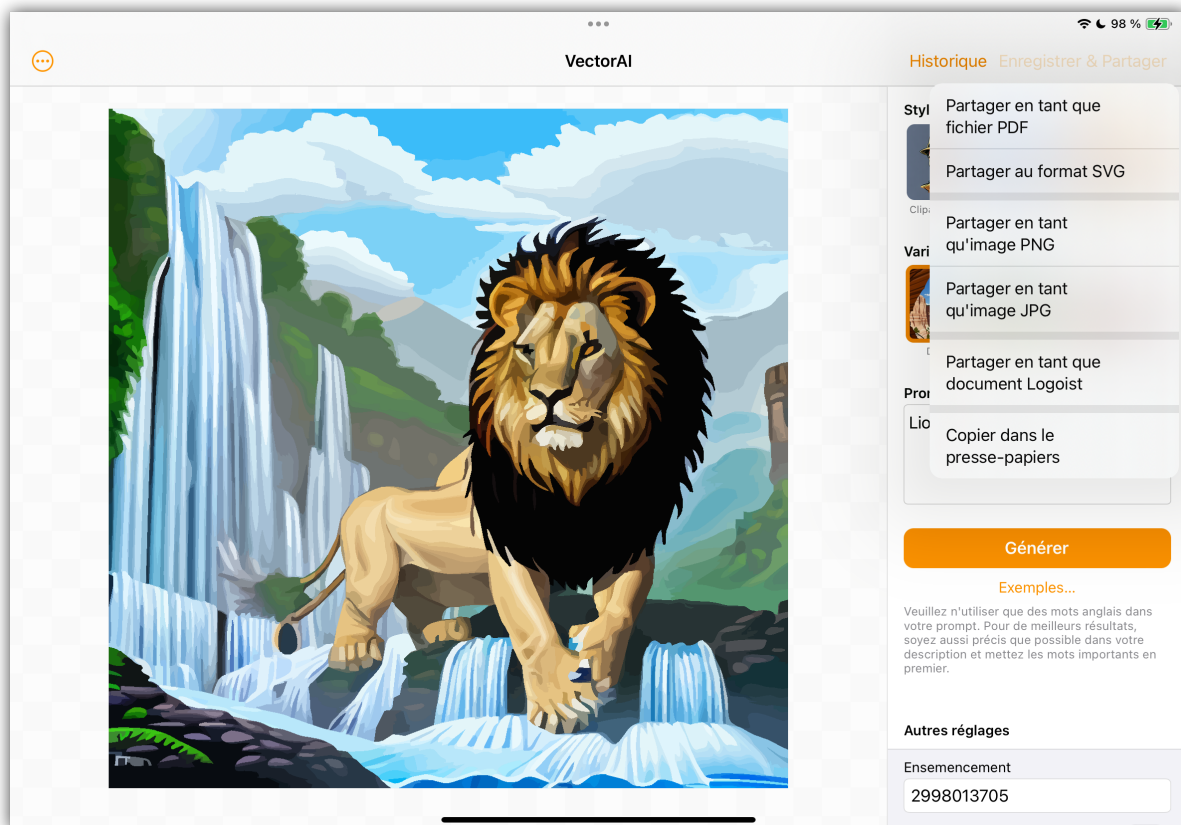 98 %
VectorAI
Historique Enregistrer & Partager
Partager en tant que
fichier PDF
Partager au format SVG
Partager en tant
qu'image PNG
Partager en tant
qu'image JPG
Partager en tant que
document Logoist
Copier dans le
presse-papiers
Générer
Exemples...
Veuillez n'utiliser que des mots anglais dans
votre prompt. Pour de meilleurs résultats,
soyez aussi précis que possible dans votre
description et mettez les mots importants en
premier.
Autres réglages
Ensemencement
2998013705